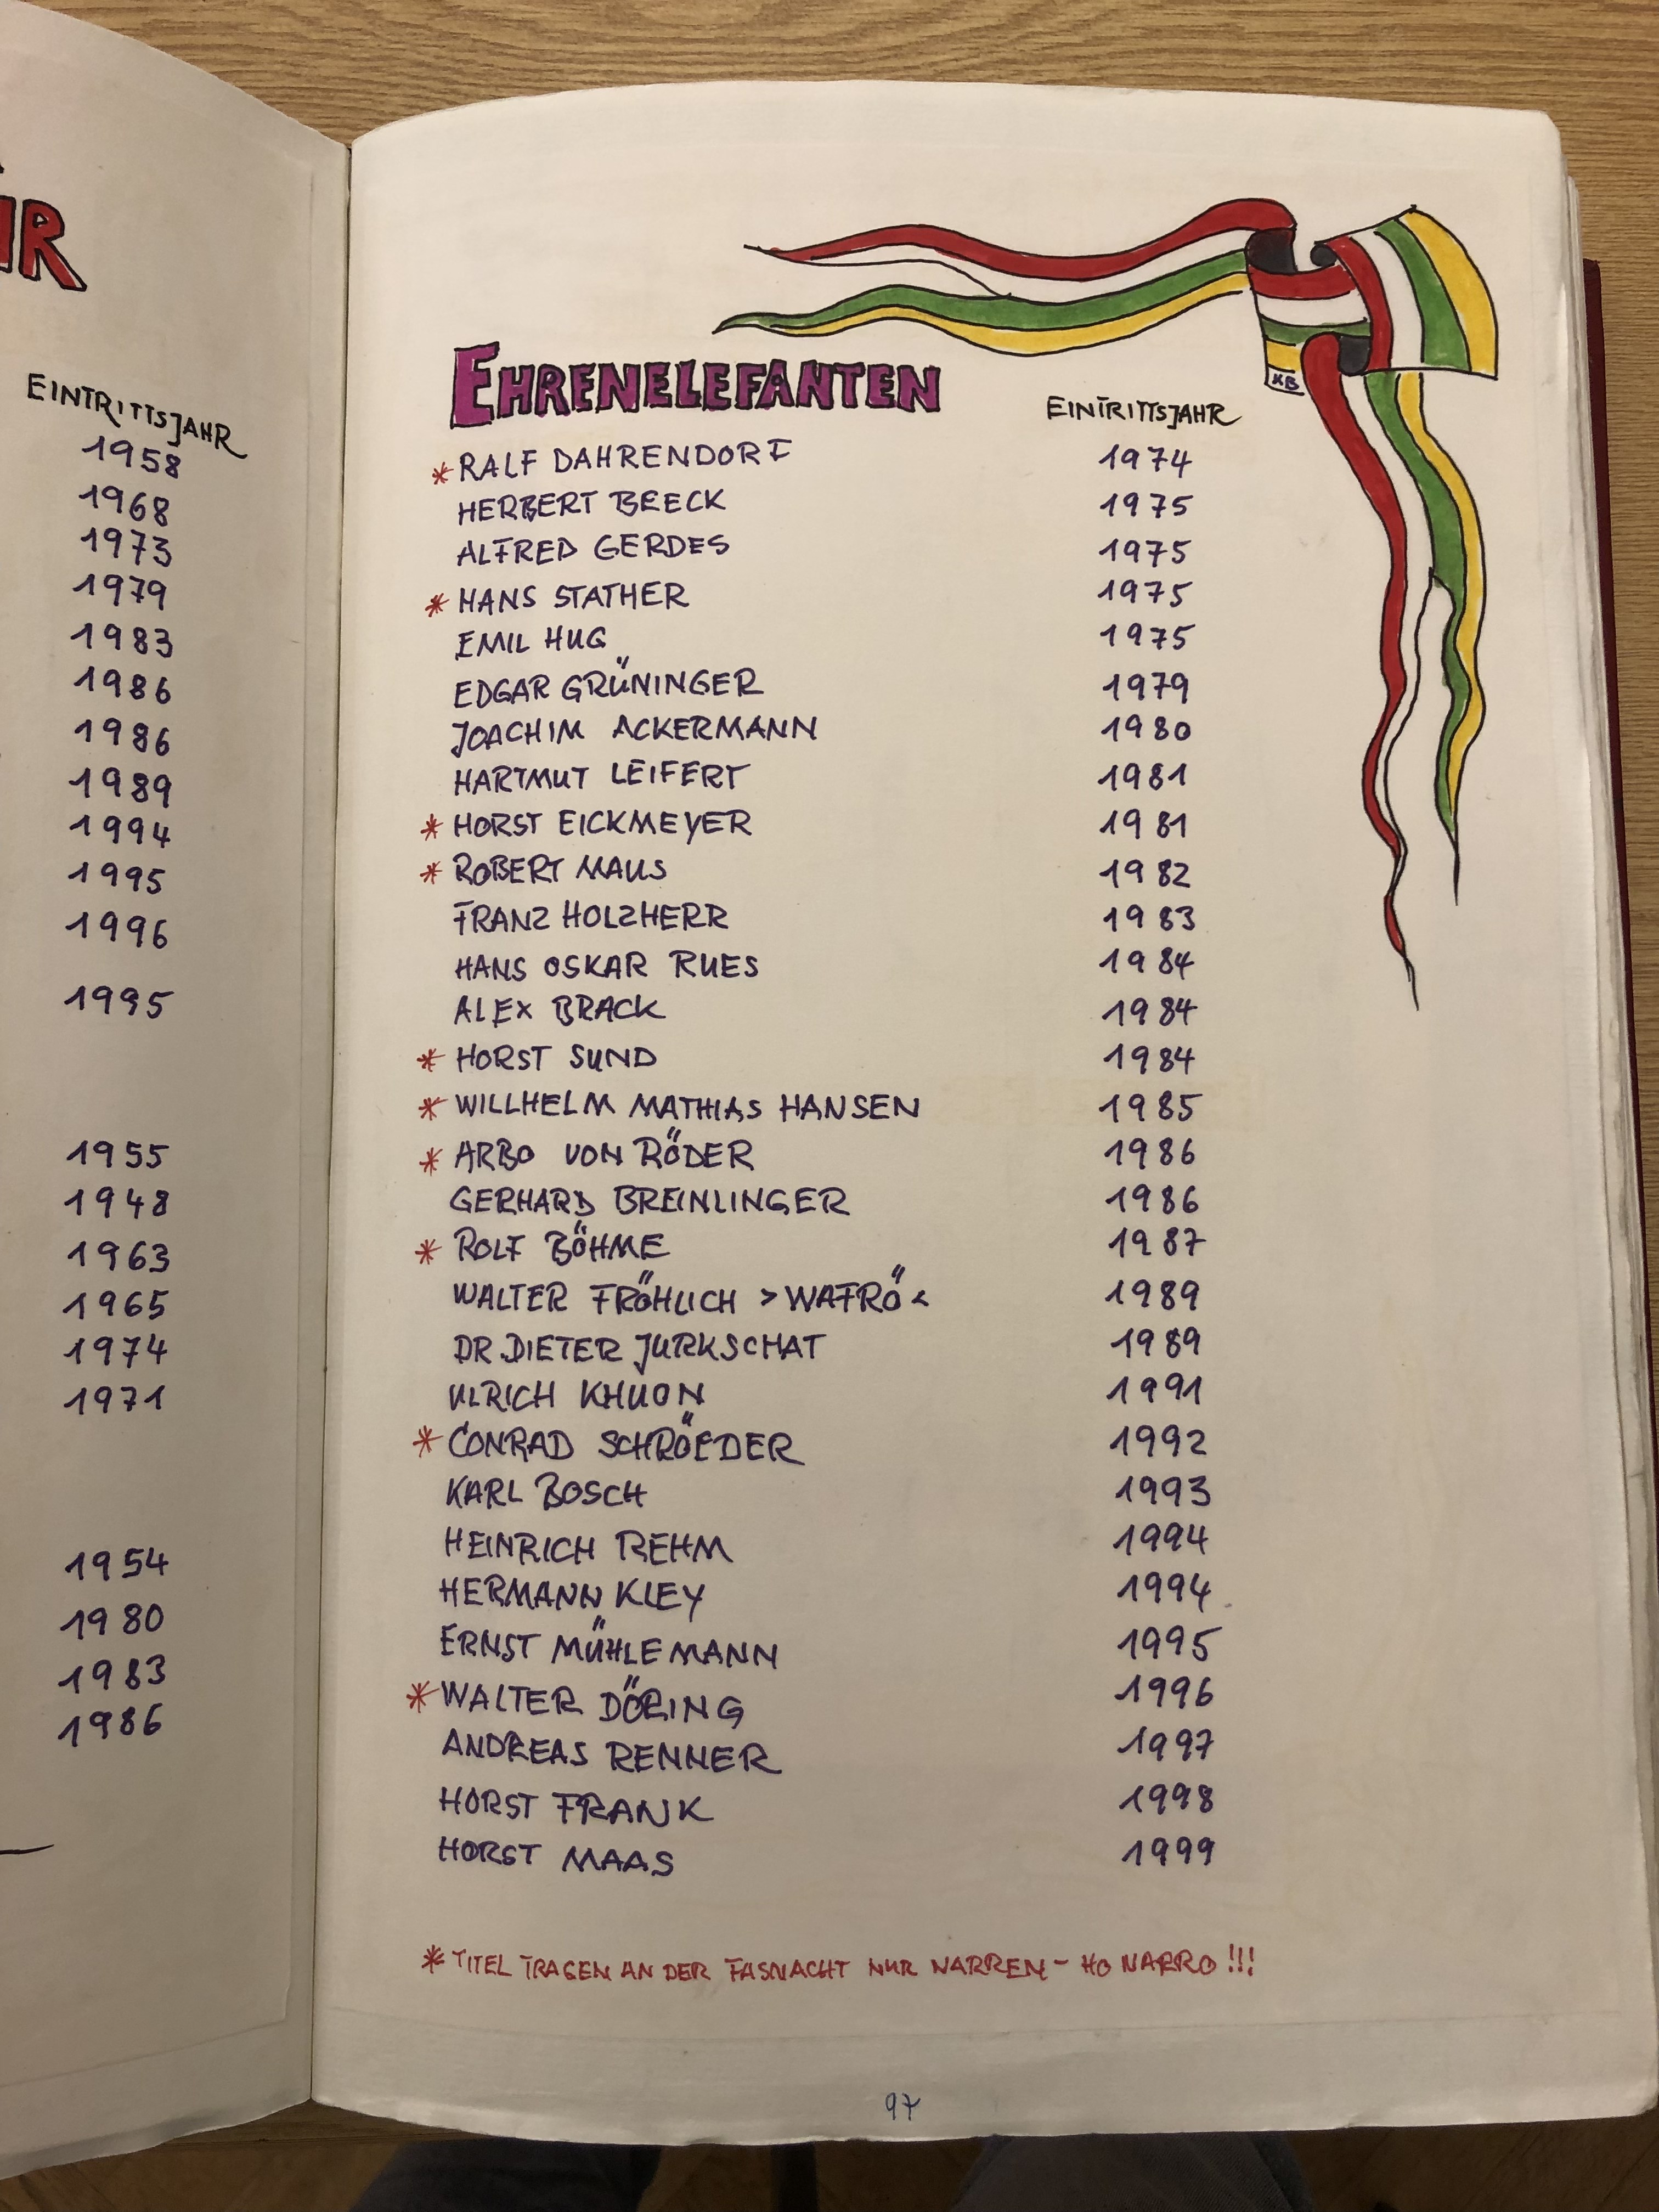 HR
EINTRITTSJAHR
1958
1968
1973
1979
1983
1986
1986
1989
1994
1995
1996
1995
1955
1948
1963
1965
1974
1971
1954
1980
1983
1986
KB
EHRENELEFANTEN EINTRITTSJAHR
* RALF DAHRENDORF 1974
HERBERT BEECK 1975
ALFRED GERDES 1975
* HANS STATHER 1975
EMIL HUG 1975
EDGAR GRÜNINGER 1979
JOACHIM ACKERMANN 1980
HARTMUT LEIFERT 1981
* HORST EICKMEYER 1981
* ROBERT MAUS 1982
FRANZ HOLZHERR 1983
HANS OSKAR RUES 1984
ALEX BRACK 1984
* HORST SUND 1984
* WILLHELM MATHIAS HANSEN 1985
* ARBO VON RÖDER 1986
GERHARD BREINLINGER 1986
* ROLF BÖHME 1987
WALTER FRÖHLICH >WAFRÖ< 1989
DR. DIETER JURKSCHAT 1989
ULRICH KHUON 1991
* CONRAD SCHRÖEDER 1992
KARL BOSCH 1993
HEINRICH REHM 1994
HERMANN KLEY 1994
ERNST MÜHLEMANN 1995
* WALTER DÖRING 1996
ANDREAS RENNER 1997
HORST FRANK 1998
HORST MAAS 1999
* TITEL TRAGEN AN DER FASNACHT NUR NARREN – HO NARRO!!!
97